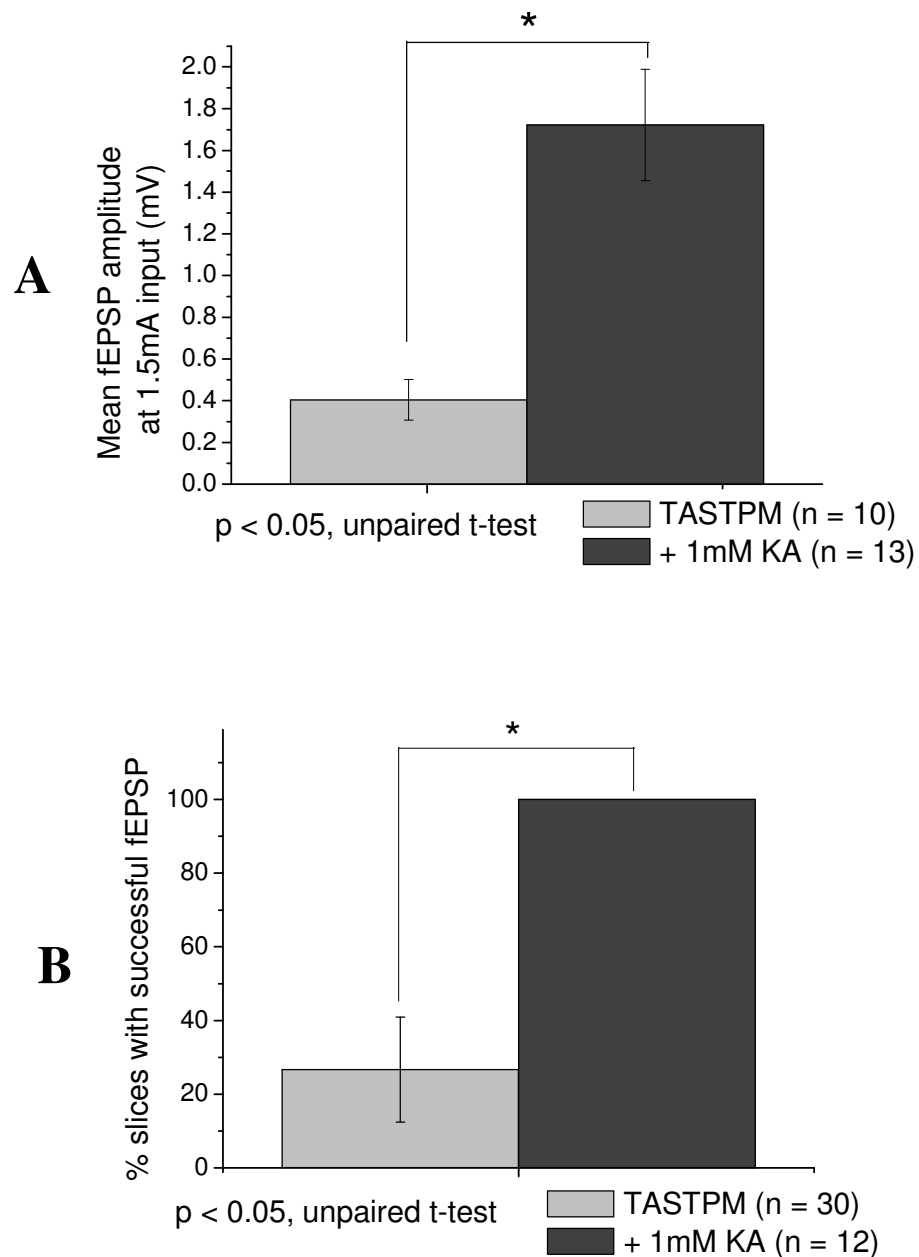 *
2.0
1.8
1.6
1.4
1.2
1.0
0.8
0.6
0.4
0.2
0.0
Mean fEPSP amplitude
at 1.5mA input (mV)
A
p < 0.05, unpaired t-test
TASTPM (n = 10)
+ 1mM KA (n = 13)
*
100
80
60
40
20
0
% slices with successful fEPSP
B
p < 0.05, unpaired t-test
TASTPM (n = 30)
+ 1mM KA (n = 12)